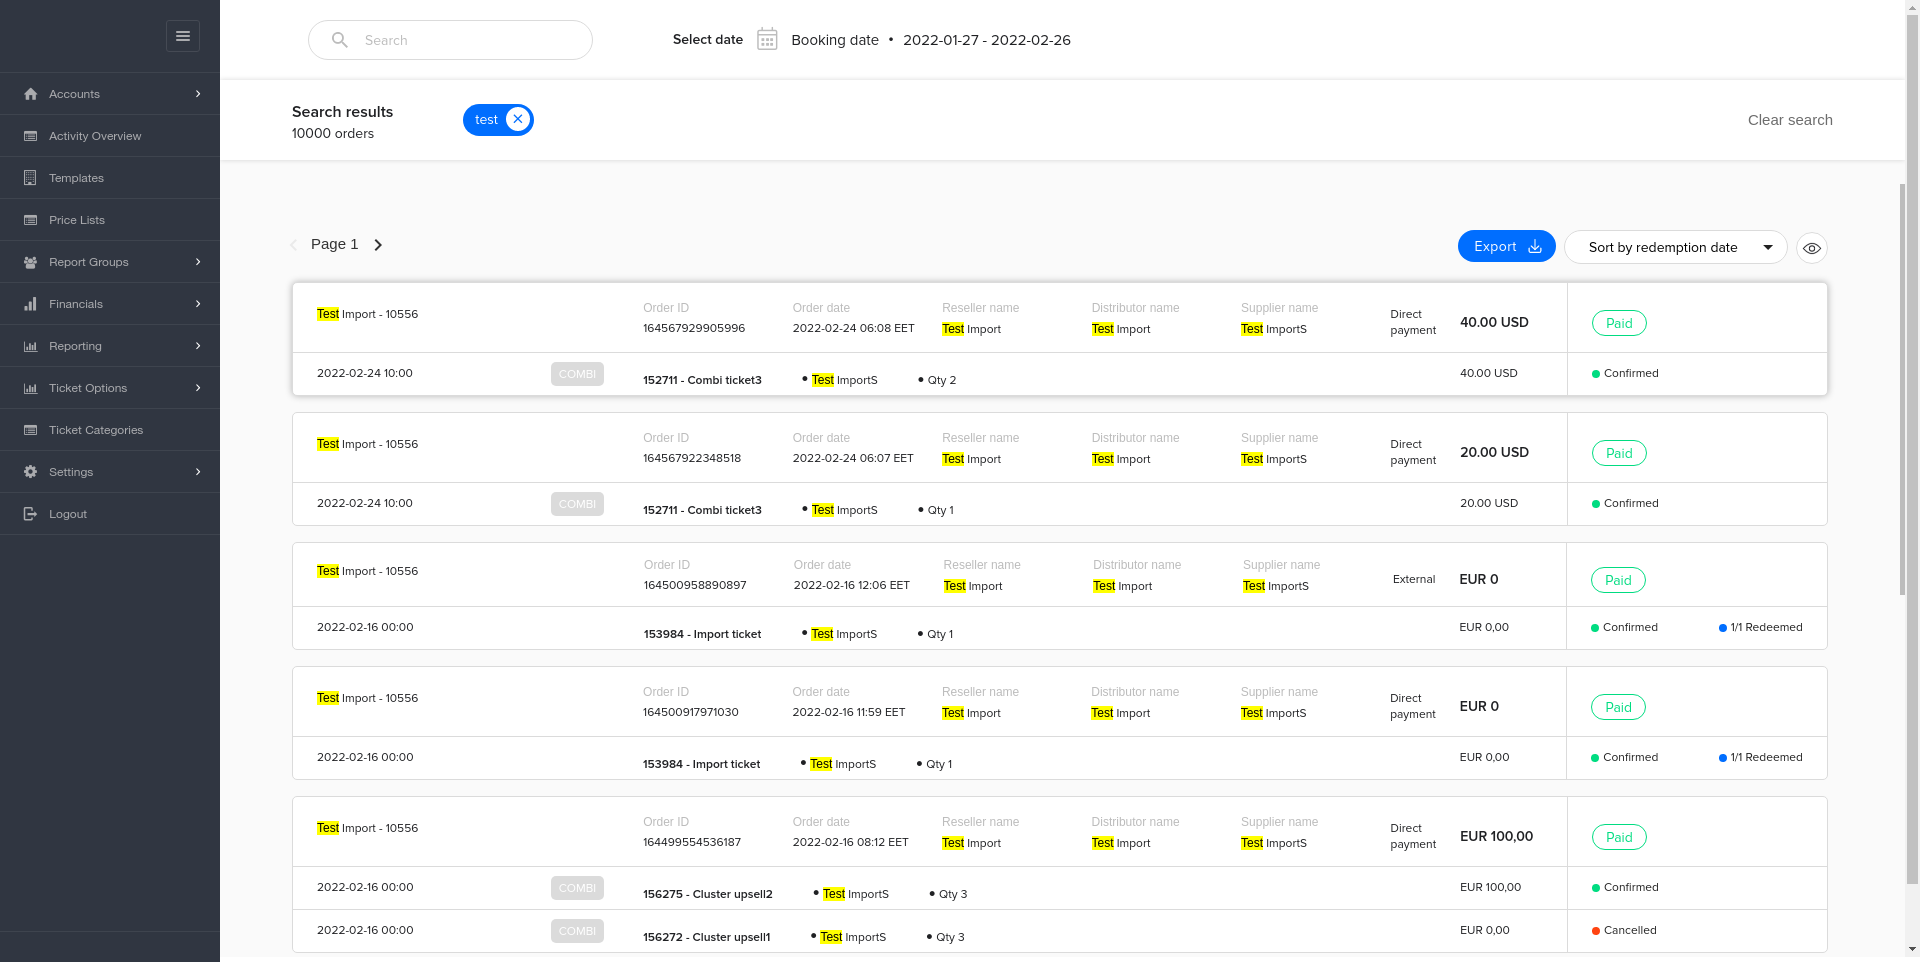 Search
Select date Booking date • 2022-01-27 - 2022-02-26
Accounts
Activity Overview
Templates
Price Lists
Report Groups
Financials
Reporting
Ticket Options
Ticket Categories
Settings
Logout
Search results
10000 orders
test
Clear search
Page 1
Export
Sort by redemption date
Test Import - 10556
Order ID Order date Reseller name Distributor name Supplier name
164567929905996 2022-02-24 06:08 EET Test Import Test Import Test ImportS
Direct
payment
40.00 USD
Paid
2022-02-24 10:00 COMBI 152711 - Combi ticket3 • Test ImportS • Qty 2 40.00 USD Confirmed
Test Import - 10556
Order ID Order date Reseller name Distributor name Supplier name
164567922348518 2022-02-24 06:07 EET Test Import Test Import Test ImportS
Direct
payment
20.00 USD
Paid
2022-02-24 10:00 COMBI 152711 - Combi ticket3 • Test ImportS • Qty 1 20.00 USD Confirmed
Test Import - 10556
Order ID Order date Reseller name Distributor name Supplier name
164500958890897 2022-02-16 12:06 EET Test Import Test Import Test ImportS
External
EUR 0
Paid
2022-02-16 00:00 153984 - Import ticket • Test ImportS • Qty 1 EUR 0,00 Confirmed 1/1 Redeemed
Test Import - 10556
Order ID Order date Reseller name Distributor name Supplier name
164500917971030 2022-02-16 11:59 EET Test Import Test Import Test ImportS
Direct
payment
EUR 0
Paid
2022-02-16 00:00 153984 - Import ticket • Test ImportS • Qty 1 EUR 0,00 Confirmed 1/1 Redeemed
Test Import - 10556
Order ID Order date Reseller name Distributor name Supplier name
164499554536187 2022-02-16 08:12 EET Test Import Test Import Test ImportS
Direct
payment
EUR 100,00
Paid
2022-02-16 00:00 COMBI 156275 - Cluster upsell2 • Test ImportS • Qty 3 EUR 100,00 Confirmed
2022-02-16 00:00 COMBI 156272 - Cluster upsell1 • Test ImportS • Qty 3 EUR 0,00 Cancelled